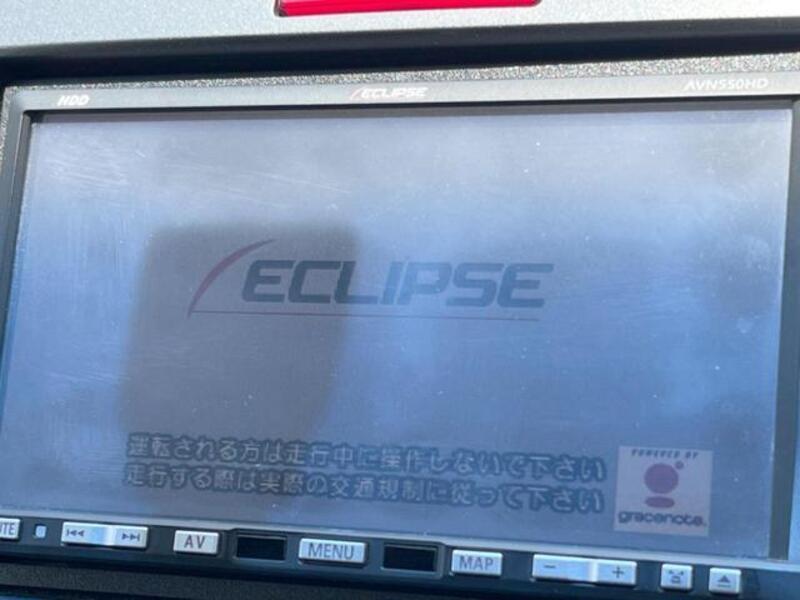 HDD ECLIPSE AVN550HD
ECLIPSE
運転される方は走行中に操作しないで下さい
走行する際は実際の交通規制に従って下さい
POWERED BY
gracenote.
AV MENU MAP − +